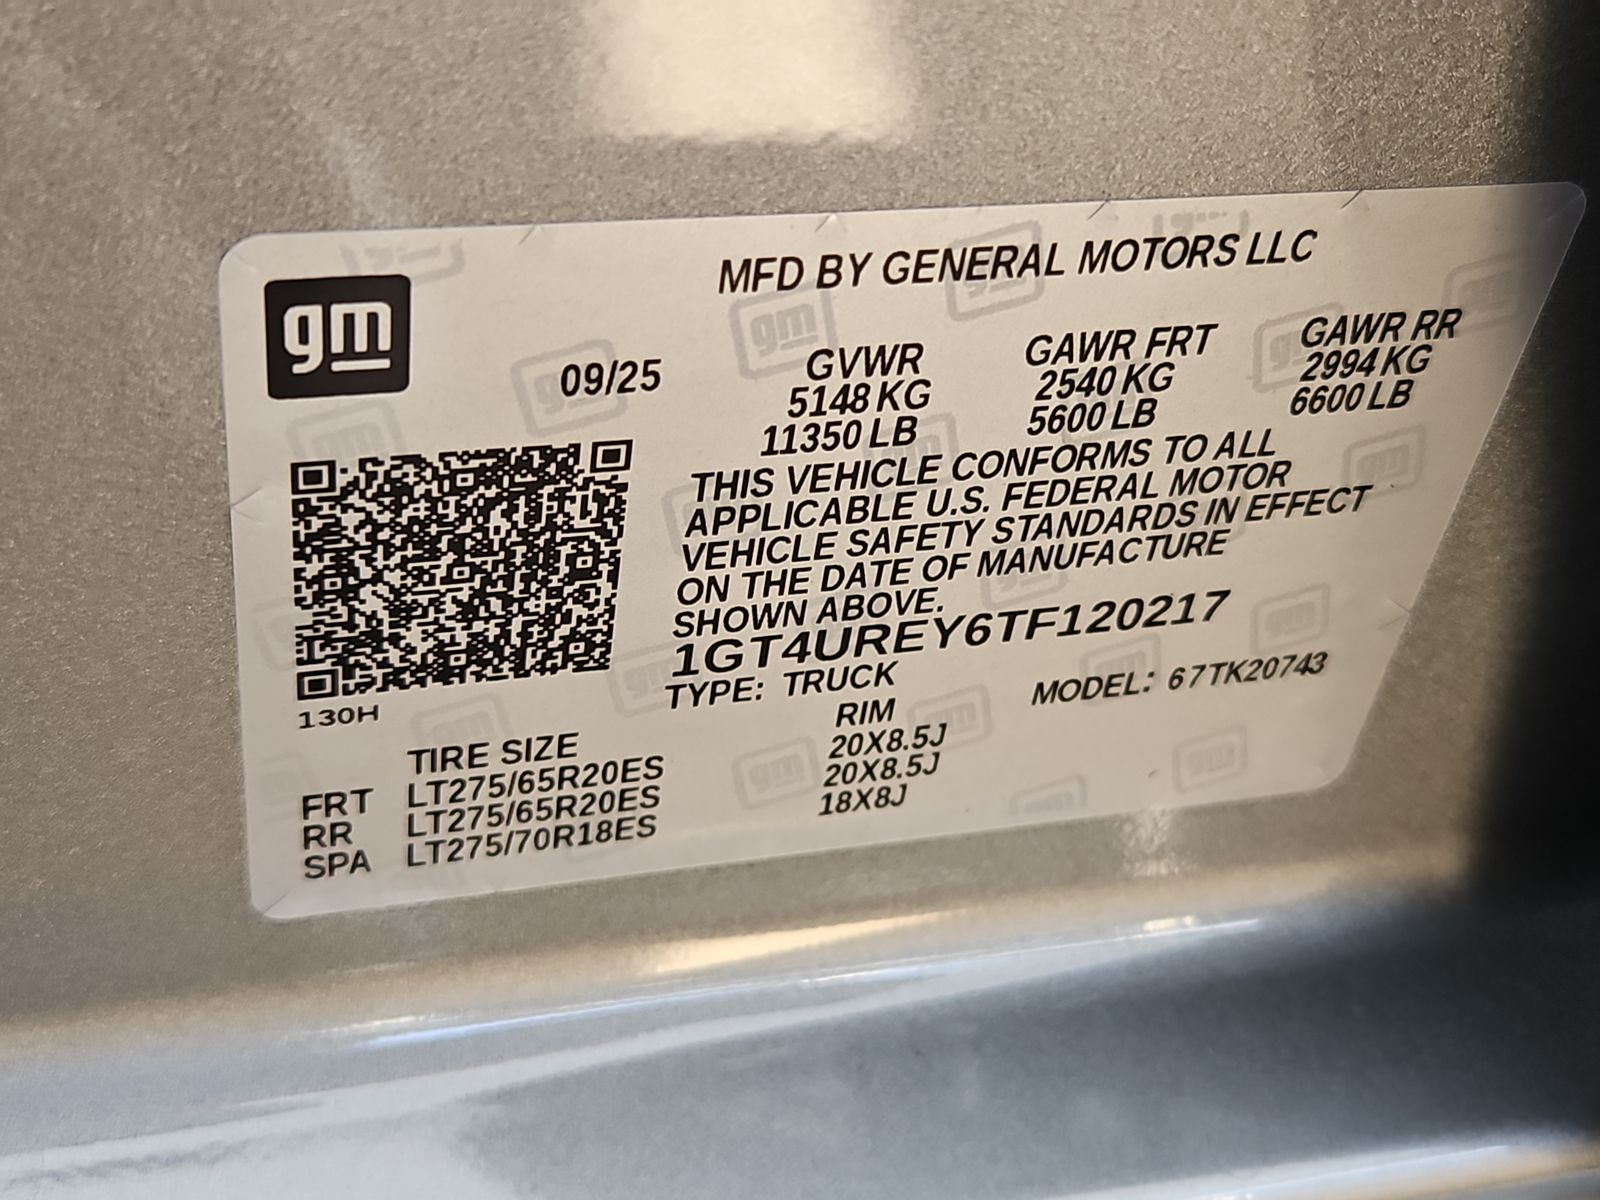 gm
MFD BY GENERAL MOTORS LLC
09/25
GVWR GAWR FRT GAWR RR
5148 KG 2540 KG 2994 KG
11350 LB 5600 LB 6600 LB
THIS VEHICLE CONFORMS TO ALL
APPLICABLE U.S. FEDERAL MOTOR
VEHICLE SAFETY STANDARDS IN EFFECT
ON THE DATE OF MANUFACTURE
SHOWN ABOVE.
1GT4UREY6TF120217
TYPE: TRUCK MODEL: 67TK20743
130H
TIRE SIZE RIM
FRT LT275/65R20ES 20X8.5J
RR LT275/65R20ES 20X8.5J
SPA LT275/70R18ES 18X8J